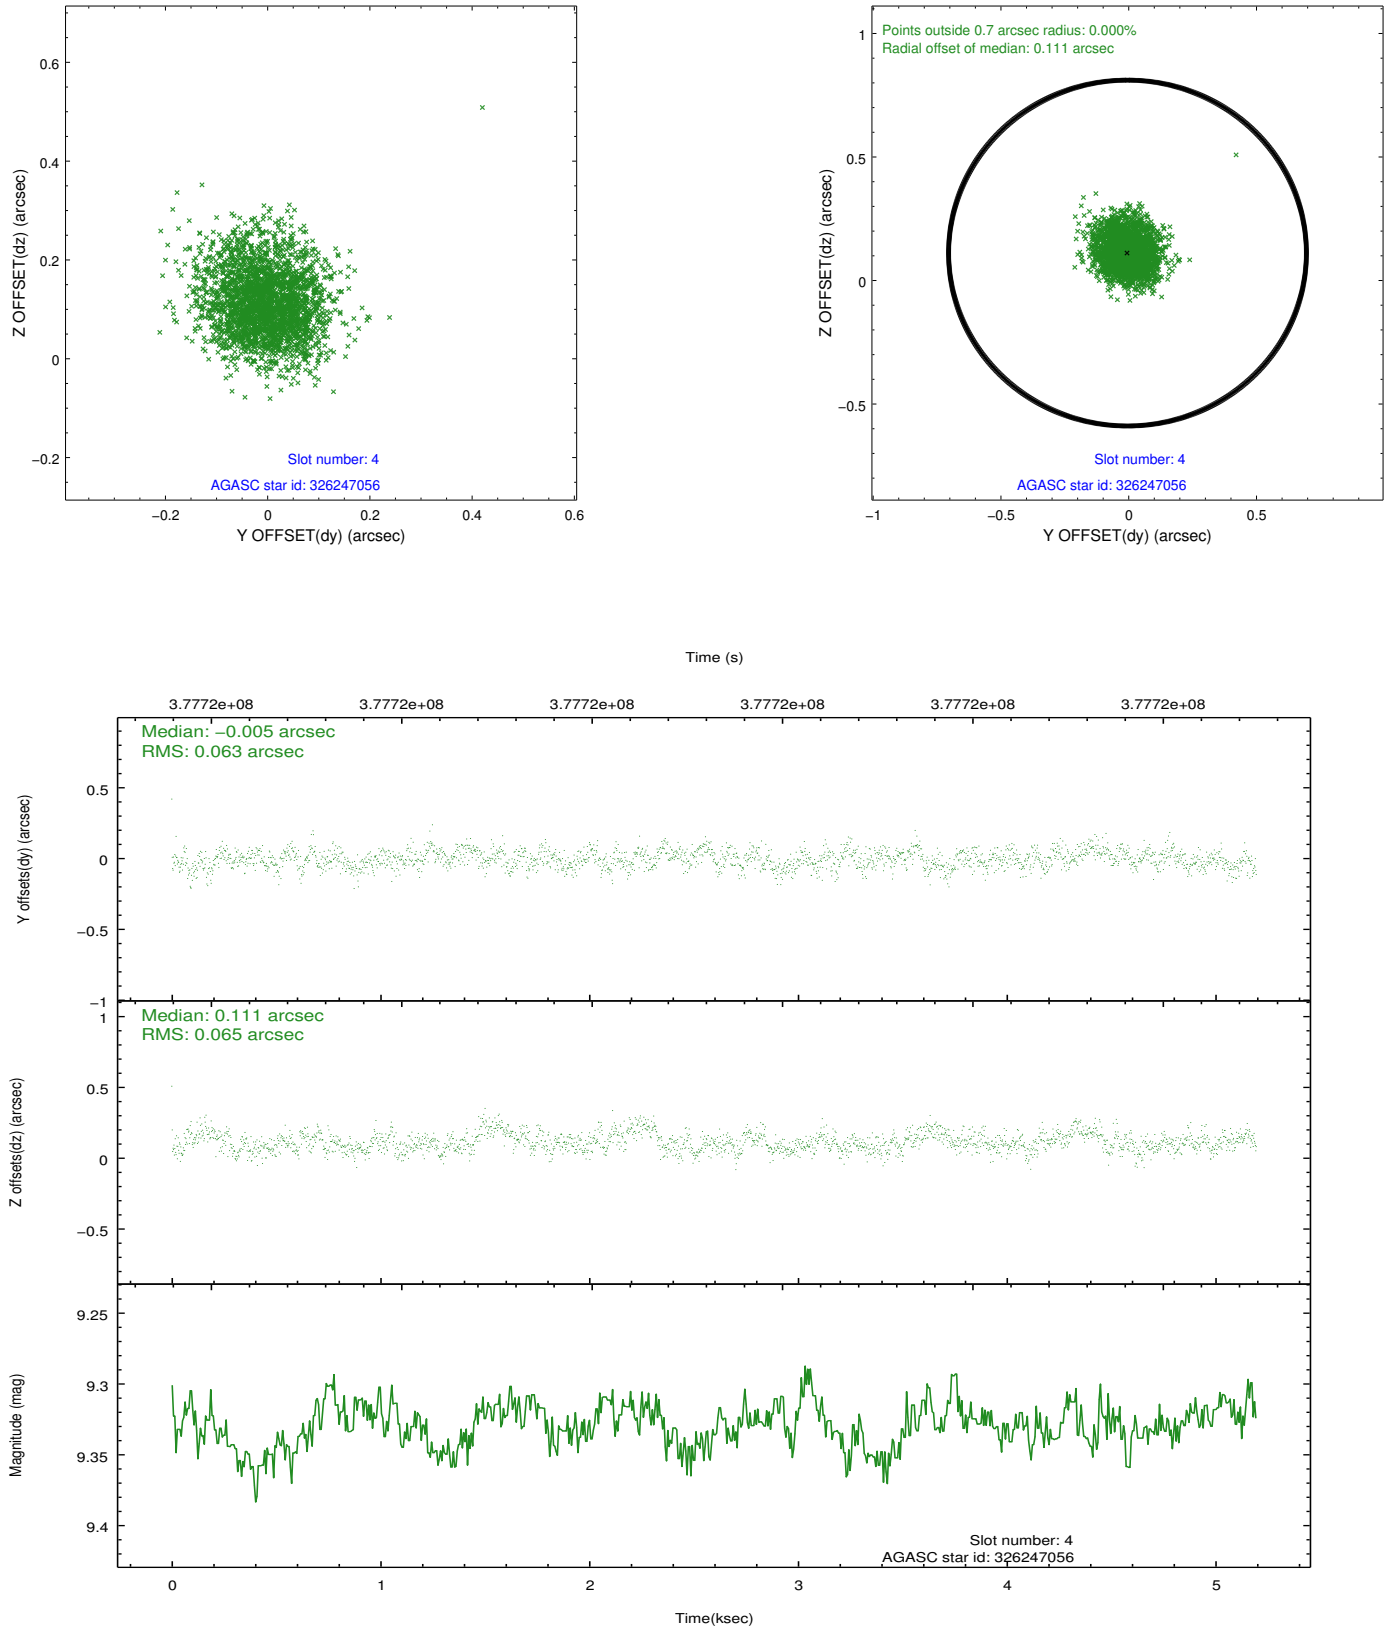 0.6
0.4
0.2
0
−0.2
Z OFFSET(dz) (arcsec)
Slot number: 4
AGASC star id: 326247056
−0.2 0 0.2 0.4 0.6
Y OFFSET(dy) (arcsec)
Points outside 0.7 arcsec radius: 0.000%
Radial offset of median: 0.111 arcsec
1
0.5
0
−0.5
Z OFFSET(dz) (arcsec)
Slot number: 4
AGASC star id: 326247056
−1 −0.5 0 0.5
Y OFFSET(dy) (arcsec)
Time (s)
3.7772e+08 3.7772e+08 3.7772e+08 3.7772e+08 3.7772e+08 3.7772e+08
Median: −0.005 arcsec
RMS: 0.063 arcsec
0.5
0
−0.5
−1
Y offsets(dy) (arcsec)
Median: 0.111 arcsec
RMS: 0.065 arcsec
1
0.5
0
−0.5
Z offsets(dz) (arcsec)
9.25
9.3
9.35
9.4
Magnitude (mag)
Slot number: 4
AGASC star id: 326247056
0 1 2 3 4 5
Time(ksec)